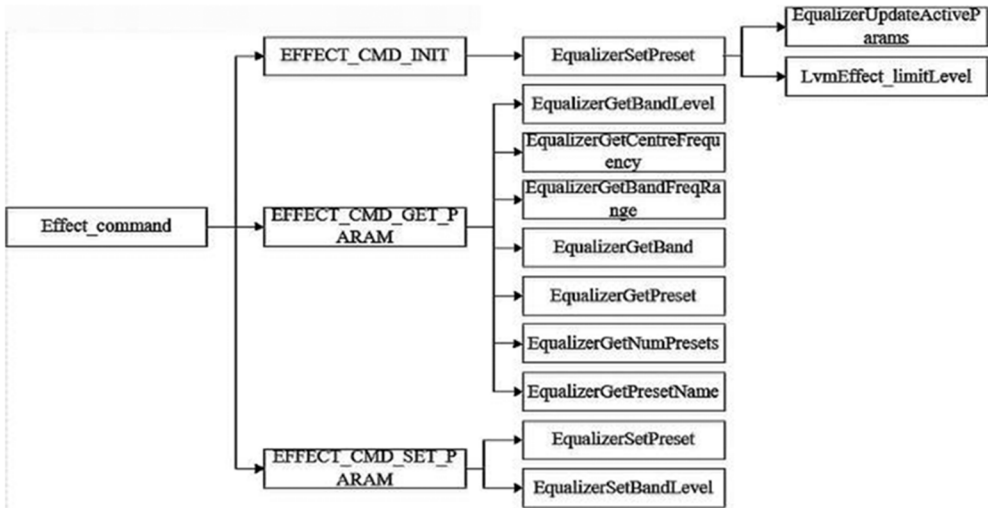 EqualizerUpdateActiveP
arams
EFFECT_CMD_INIT
EqualizerSetPreset
LvmEffect_limitLevel
EqualizerGetBandLevel
EqualizerGetCentreFrequ
ency
EqualizerGetBandFreqRa
nge
Effect_command
EFFECT_CMD_GET_P
ARAM
EqualizerGetBand
EqualizerGetPreset
EqualizerGetNumPresets
EqualizerGetPresetName
EFFECT_CMD_SET_P
ARAM
EqualizerSetPreset
EqualizerSetBandLevel